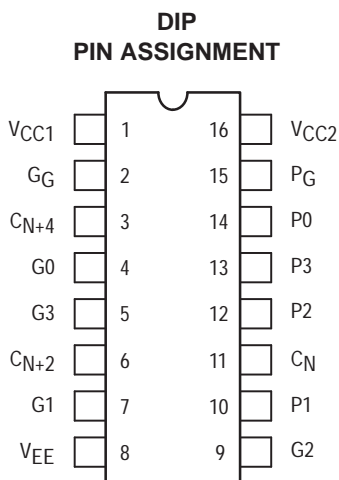 DIP
PIN ASSIGNMENT
VCC1 1 16 VCC2
GG 2 15 PG
CN+4 3 14 P0
G0 4 13 P3
G3 5 12 P2
CN+2 6 11 CN
G1 7 10 P1
VEE 8 9 G2